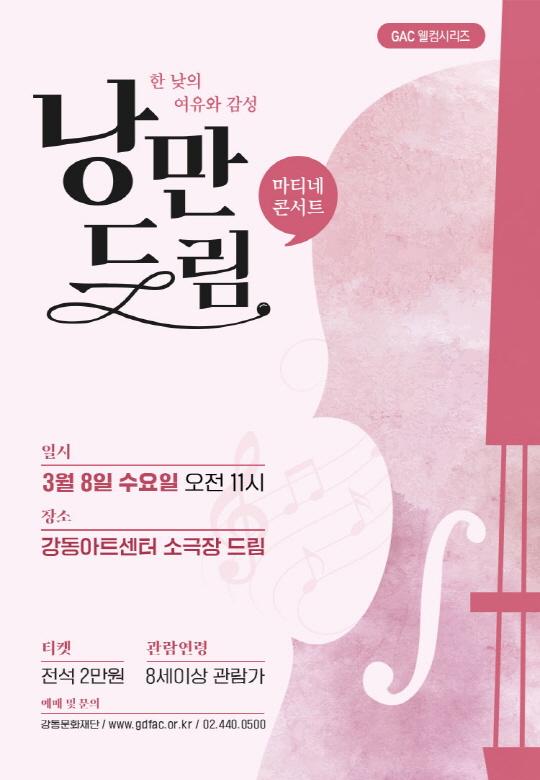 GAC 웰컴시리즈
한 낮의
여유와 감성
낭만
드림
마티네
콘서트
일시
3월 8일 수요일 오전 11시
장소
강동아트센터 소극장 드림
티켓
전석 2만원
관람연령
8세이상 관람가
예매 및 문의
강동문화재단 / www.gdfac.or.kr / 02.440.0500